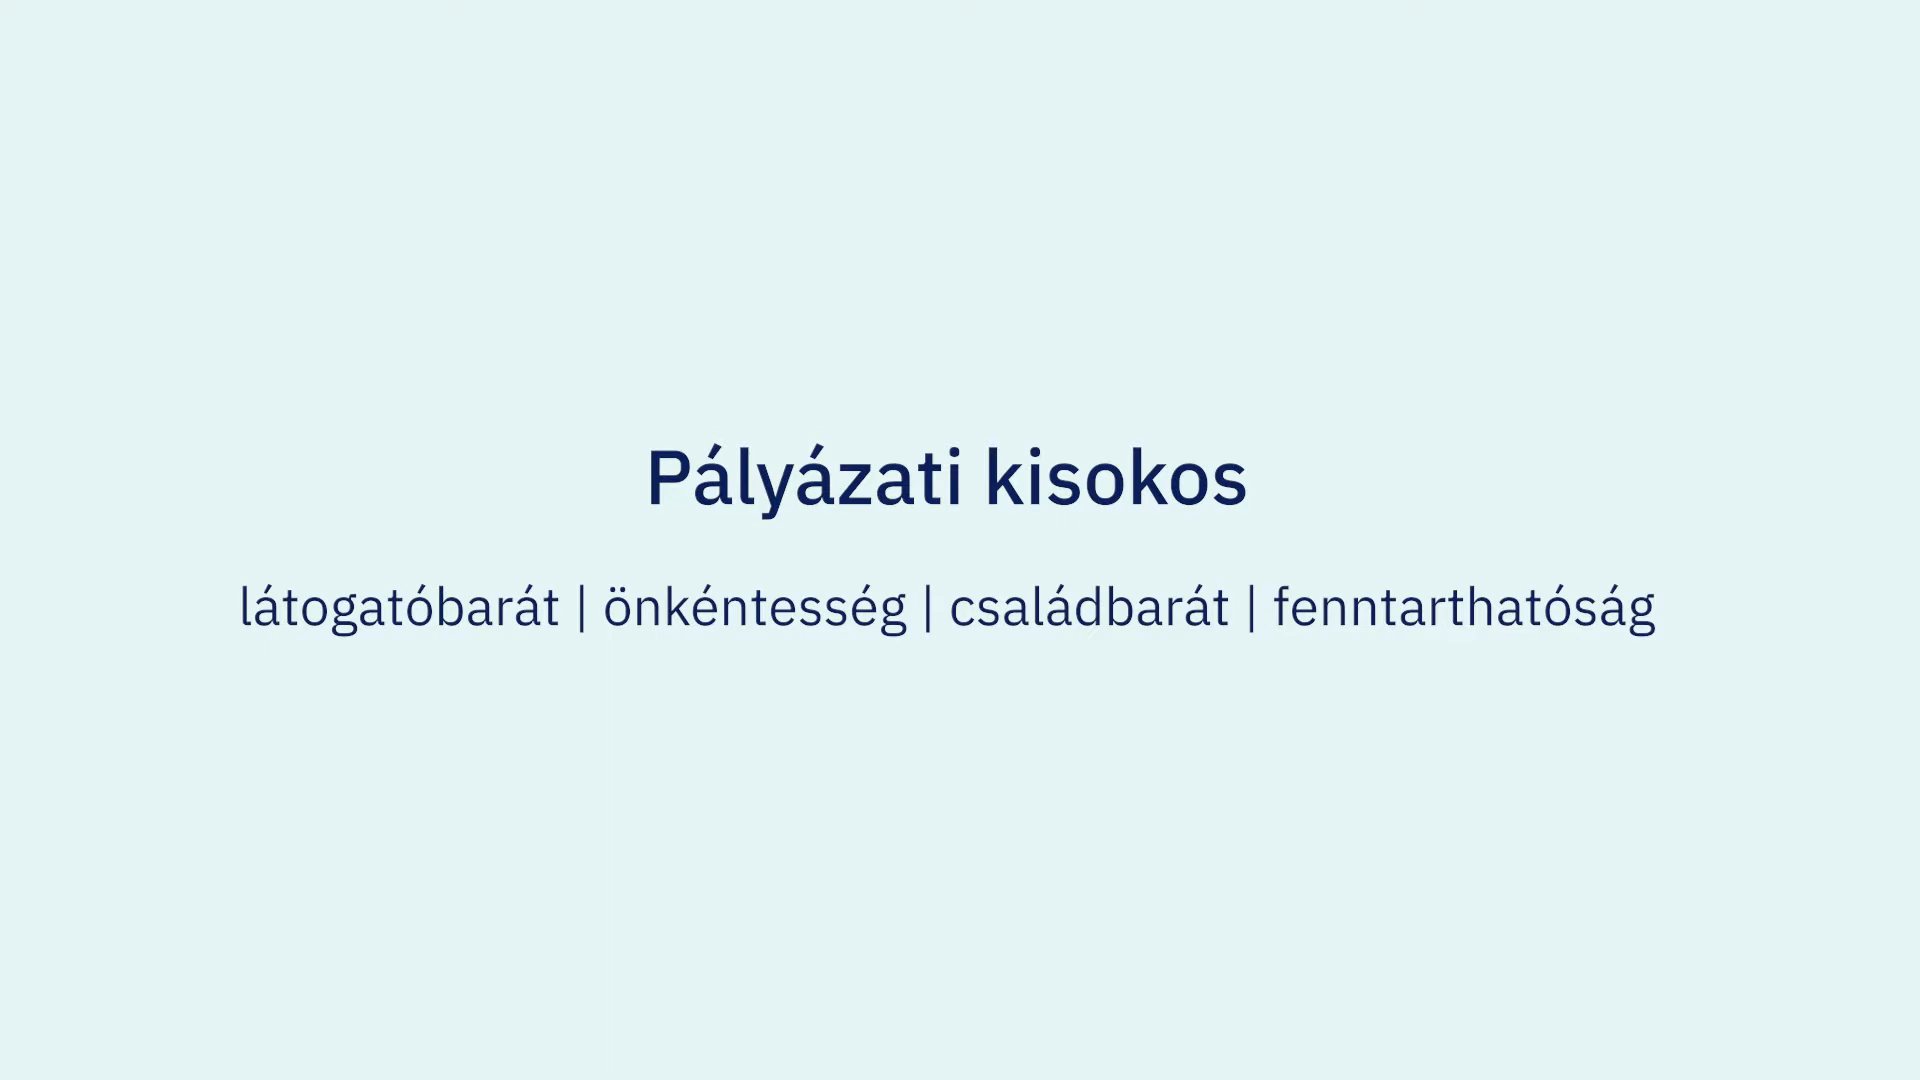 Pályázati kisokos
látogatóbarát | önkéntesség | családbarát | fenntarthatóság